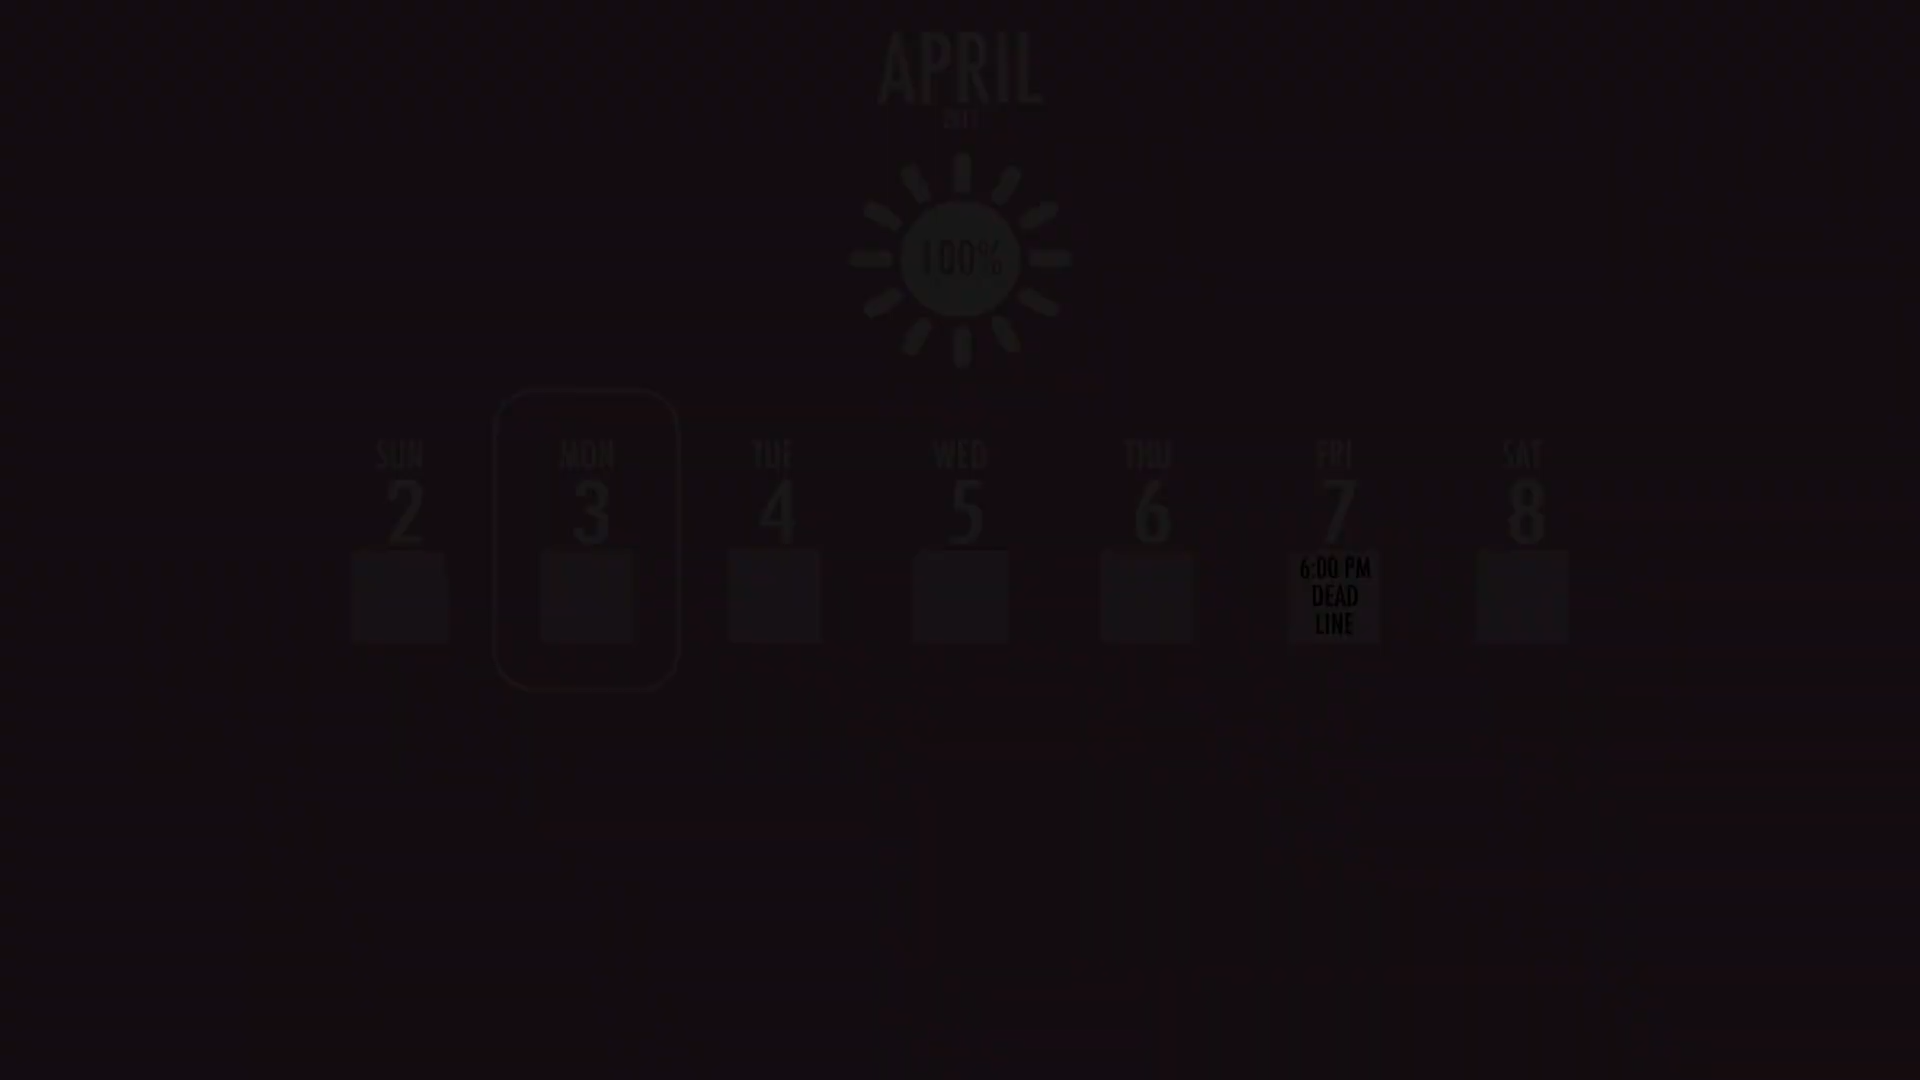 APRIL
100%
SUN MON TUE WED THU FRI SAT
2 3 4 5 6 7 8
6:00 PM
DEAD
LINE